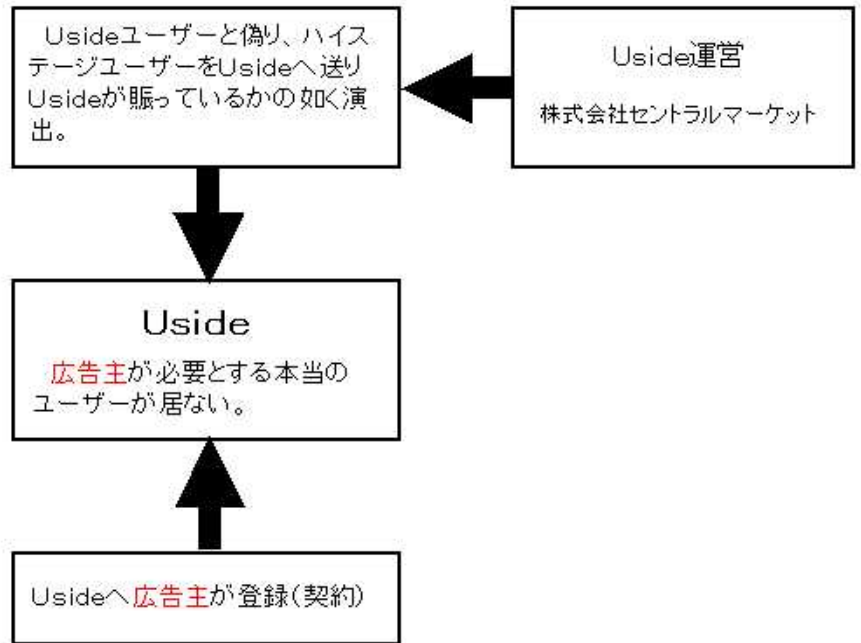 Usideユーザーと偽り、ハイス
テージユーザーをUsideへ送り
Usideが賑っているかの如く演
出。
Uside運営
株式会社セントラルマーケット
Uside
広告主が必要とする本当の
ユーザーが居ない。
Usideへ広告主が登録(契約)